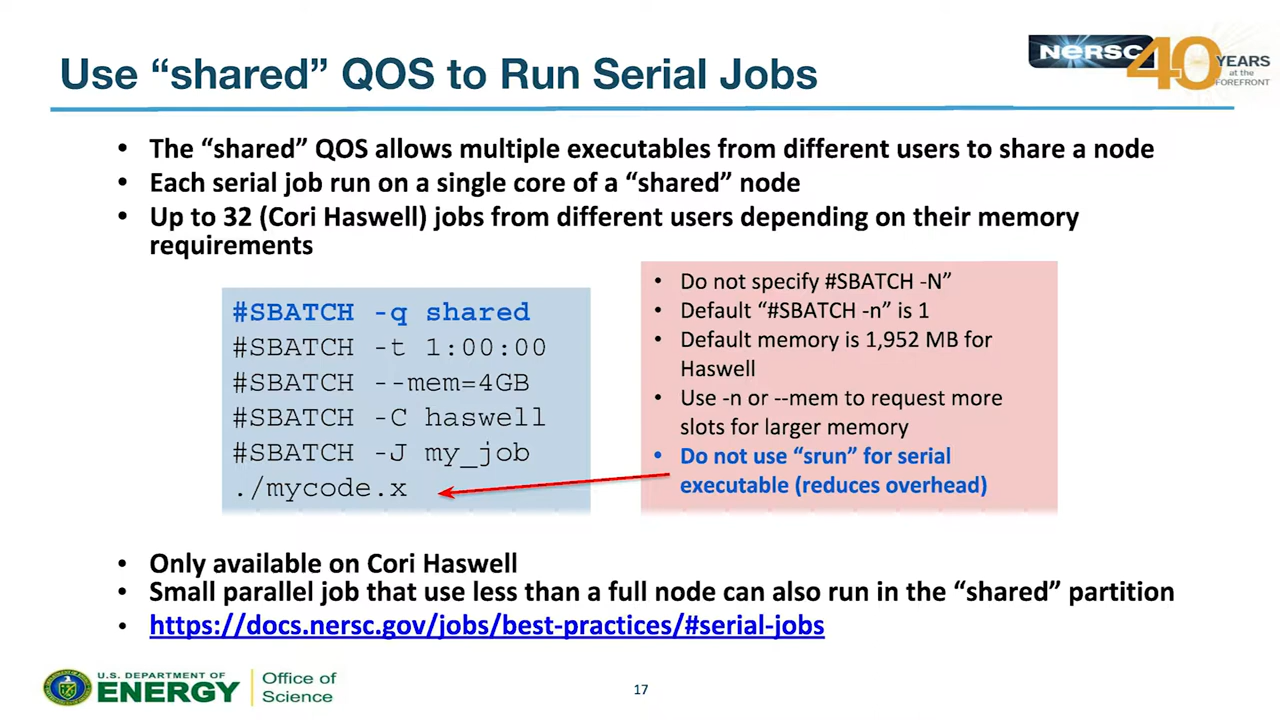 Use “shared” QOS to Run Serial Jobs
NERSC 40 YEARS
at the
FOREFRONT
• The “shared” QOS allows multiple executables from different users to share a node
• Each serial job run on a single core of a “shared” node
• Up to 32 (Cori Haswell) jobs from different users depending on their memory
requirements
#SBATCH -q shared
#SBATCH -t 1:00:00
#SBATCH --mem=4GB
#SBATCH -C haswell
#SBATCH -J my_job
./mycode.x
• Do not specify #SBATCH -N”
• Default “#SBATCH -n” is 1
• Default memory is 1,952 MB for
Haswell
• Use -n or --mem to request more
slots for larger memory
• Do not use “srun” for serial
executable (reduces overhead)
• Only available on Cori Haswell
• Small parallel job that use less than a full node can also run in the “shared” partition
• https://docs.nersc.gov/jobs/best-practices/#serial-jobs
U.S. DEPARTMENT OF
ENERGY
Office of
Science
17